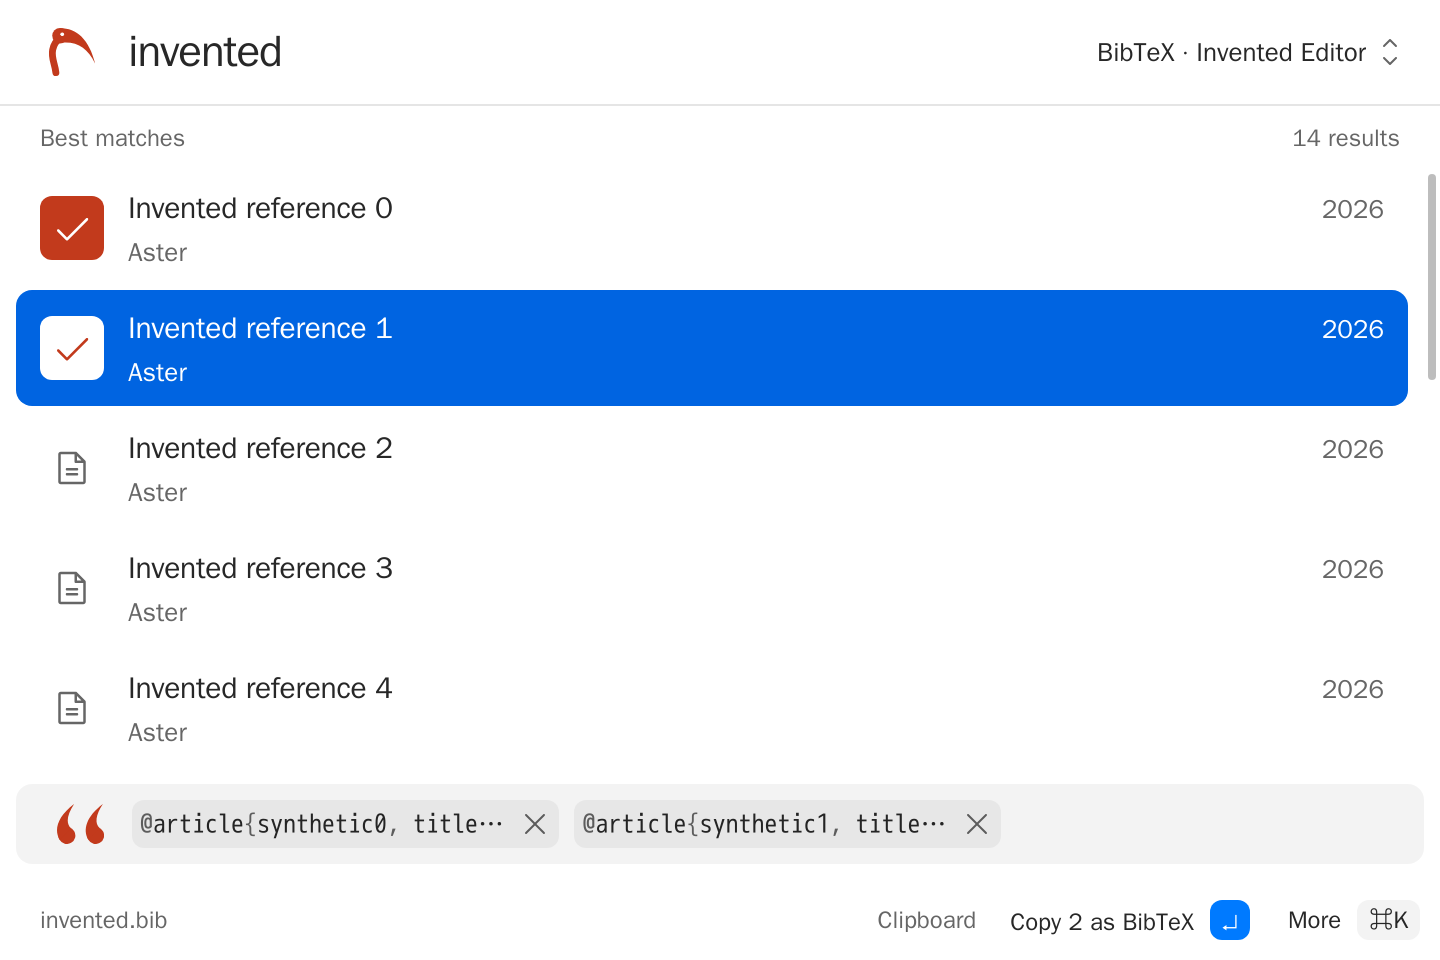 invented
BibTeX · Invented Editor
Best matches
14 results
Invented reference 0
2026
Aster
Invented reference 1
2026
Aster
Invented reference 2
2026
Aster
Invented reference 3
2026
Aster
Invented reference 4
2026
Aster
@article{synthetic0, title···
@article{synthetic1, title···
invented.bib
Clipboard
Copy 2 as BibTeX
More
⌘K